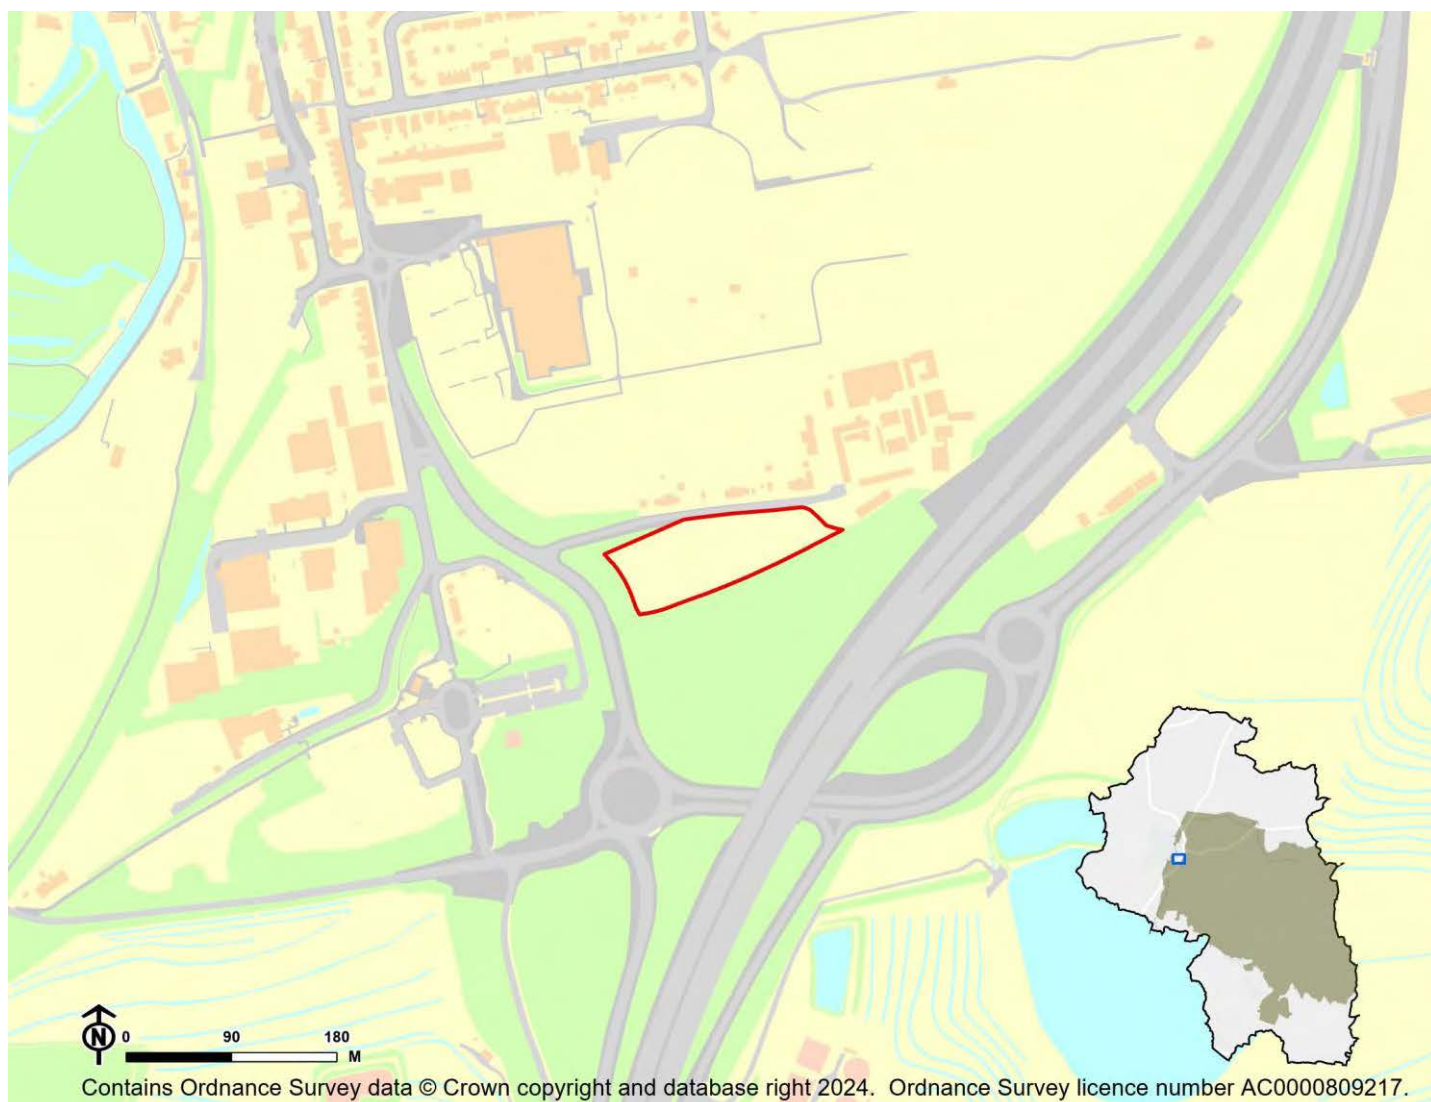 N
0 90 180
M
Contains Ordnance Survey data © Crown copyright and database right 2024. Ordnance Survey licence number AC0000809217.